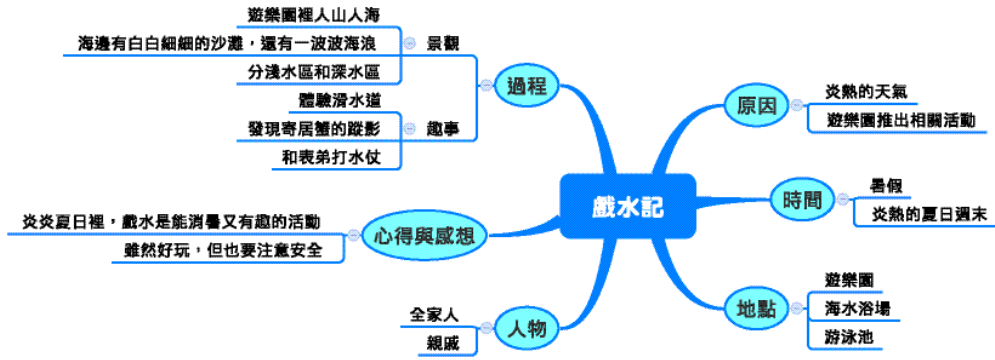 戲水記
原因
炎熱的天氣
遊樂園推出相關活動
時間
暑假
炎熱的夏日週末
地點
遊樂園
海水浴場
游泳池
過程
景觀
遊樂園裡人山人海
海邊有白白細細的沙灘，還有一波波海浪
分淺水區和深水區
趣事
體驗滑水道
發現寄居蟹的蹤影
和表弟打水仗
心得與感想
炎炎夏日裡，戲水是能消暑又有趣的活動
雖然好玩，但也要注意安全
人物
全家人
親戚